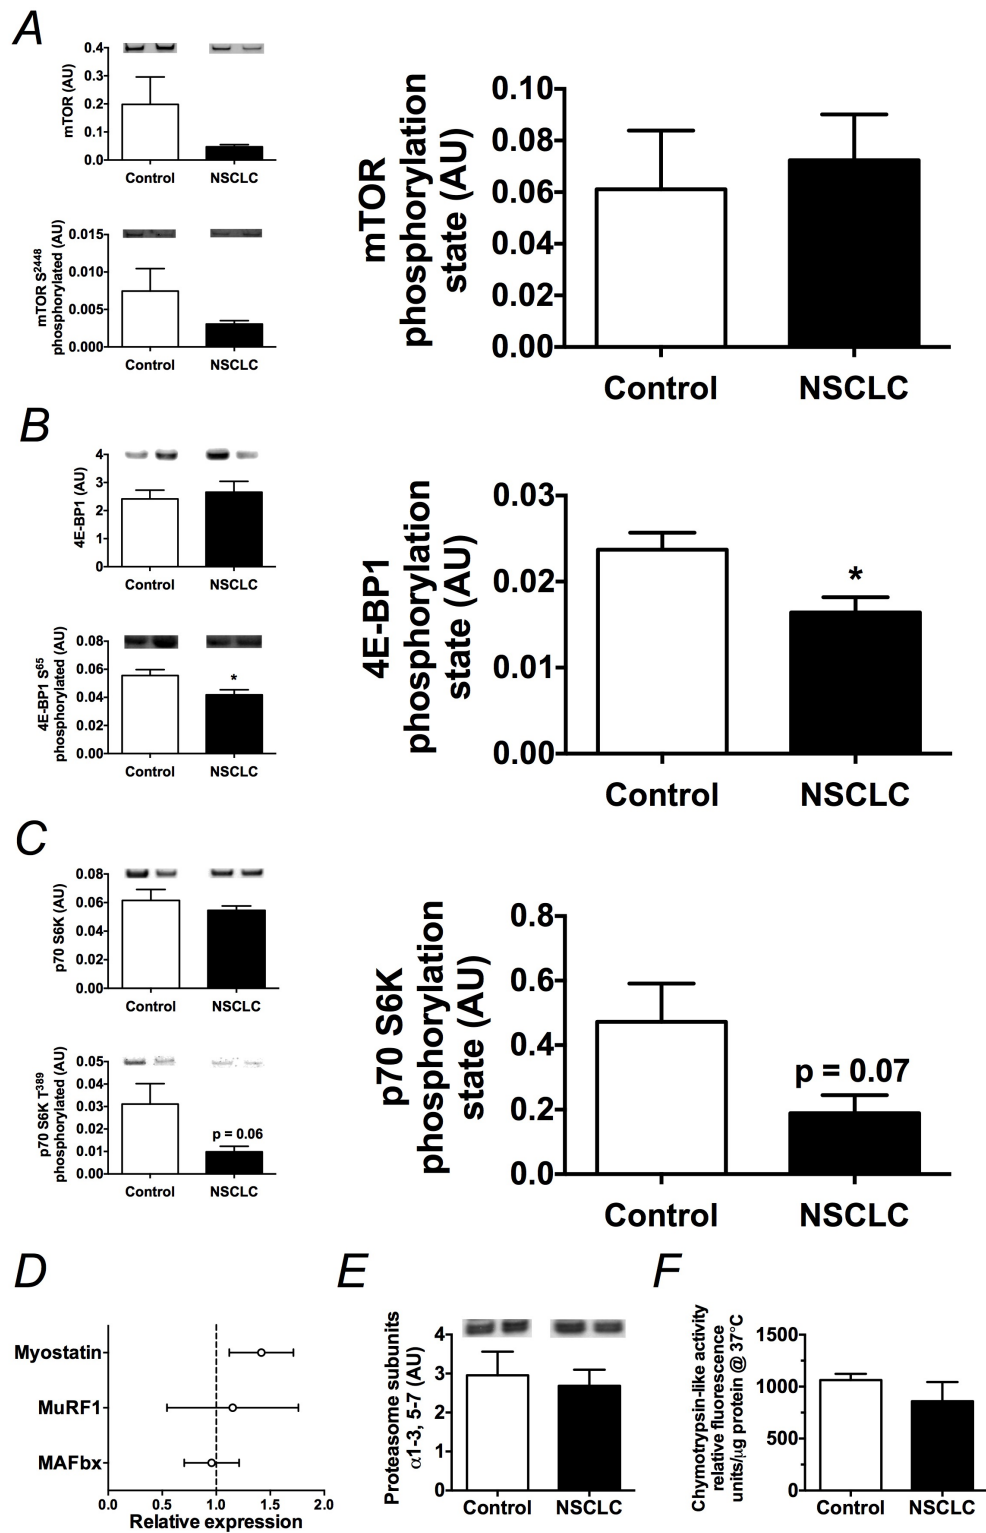 A
mTOR (AU)
0.4
0.3
0.2
0.1
0.0
Control NSCLC
mTOR S2448
phosphorylated (AU)
0.015
0.010
0.005
0.000
Control NSCLC
mTOR
phosphorylation
state (AU)
0.10
0.08
0.06
0.04
0.02
0.00
Control NSCLC
B
4E-BP1 (AU)
4
3
2
1
0
Control NSCLC
4E-BP1 S65
phosphorylated (AU)
0.08
0.06
0.04
0.02
0.00
*
Control NSCLC
4E-BP1
phosphorylation
state (AU)
0.03
0.02
0.01
0.00
*
Control NSCLC
C
p70 S6K (AU)
0.08
0.06
0.04
0.02
0.00
Control NSCLC
p70 S6K T389
phosphorylated (AU)
0.05
0.04
0.03
0.02
0.01
0.00
p = 0.06
Control NSCLC
p70 S6K
phosphorylation
state (AU)
0.8
0.6
0.4
0.2
0.0
p = 0.07
Control NSCLC
D
Myostatin
MuRF1
MAFbx
0.0 0.5 1.0 1.5 2.0
Relative expression
E
Proteasome subunits
α1-3, 5-7 (AU)
4
3
2
1
0
Control NSCLC
F
Chymotrypsin-like activity
relative fluorescence
units/µg protein @ 37°C
1500
1000
500
0
Control NSCLC